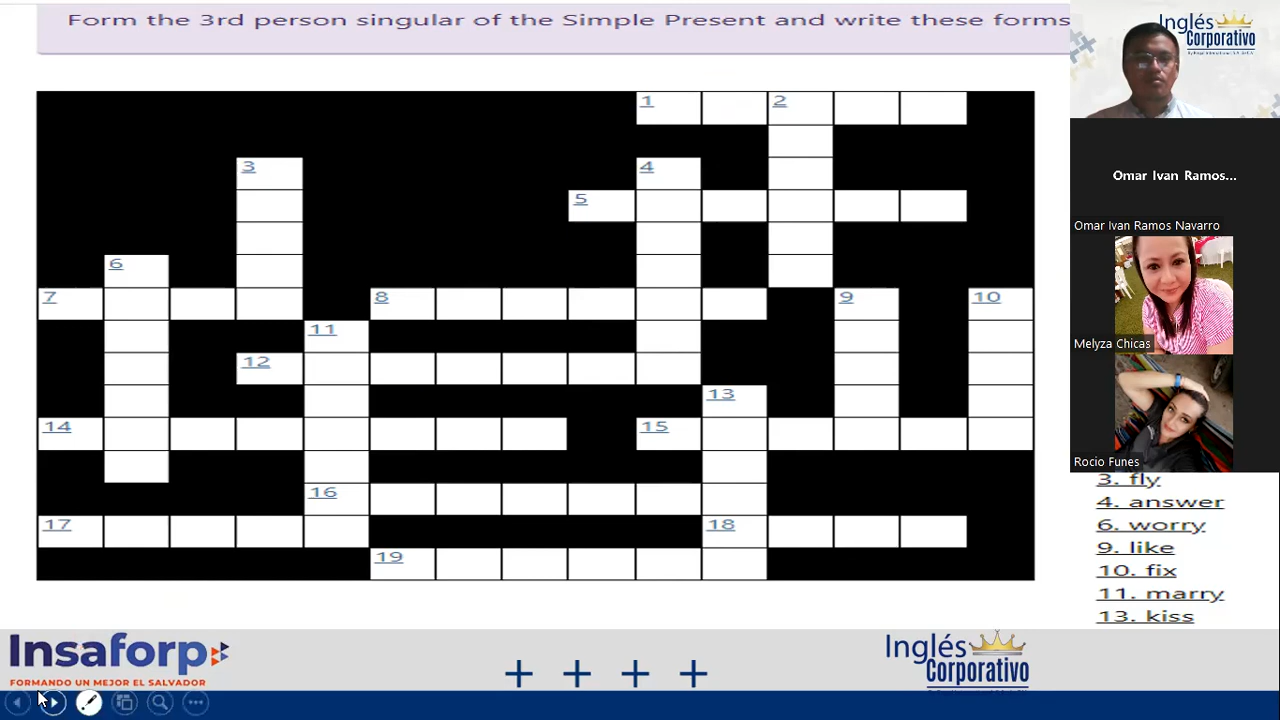 Form the 3rd person singular of the Simple Present and write these forms
Inglés
Corporativo
1
2
3
4
5
6
7
8
9
10
11
12
13
14
15
16
17
18
19
Omar Ivan Ramos...
Omar Ivan Ramos Navarro
Melyza Chicas
Rocio Funes
3. fly
4. answer
6. worry
9. like
10. fix
11. marry
13. kiss
Insaforp
FORMANDO UN MEJOR EL SALVADOR
Inglés
Corporativo